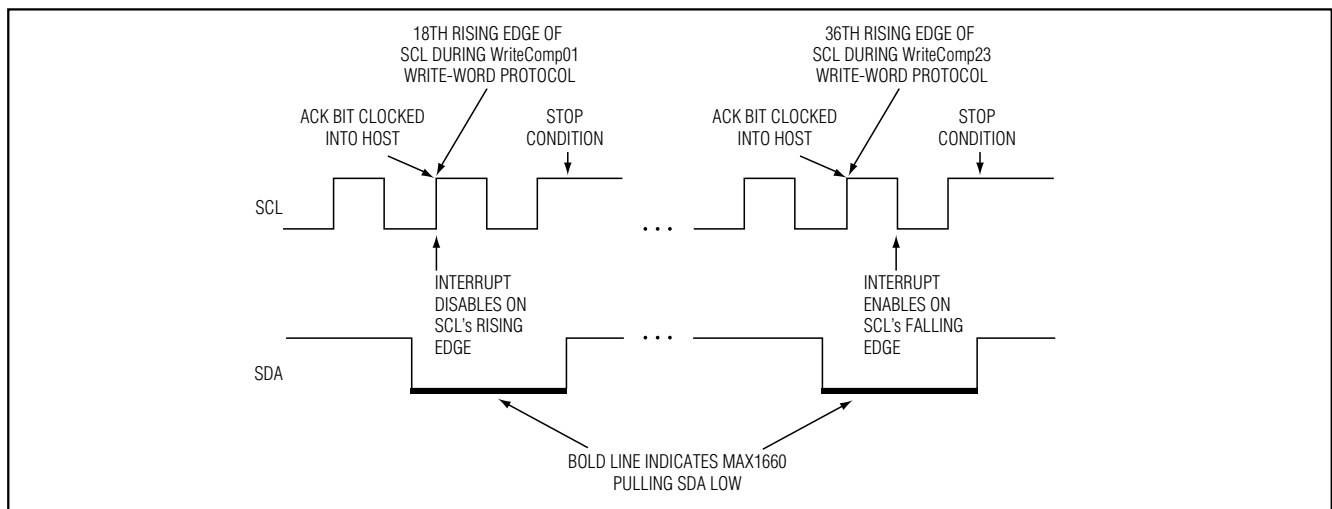 18TH RISING EDGE OF
SCL DURING WriteComp01
WRITE-WORD PROTOCOL
36TH RISING EDGE OF
SCL DURING WriteComp23
WRITE-WORD PROTOCOL
ACK BIT CLOCKED
INTO HOST
STOP
CONDITION
ACK BIT CLOCKED
INTO HOST
STOP
CONDITION
SCL
...
INTERRUPT
DISABLES ON
SCL's RISING
EDGE
INTERRUPT
ENABLES ON
SCL's FALLING
EDGE
...
SDA
BOLD LINE INDICATES MAX1660
PULLING SDA LOW